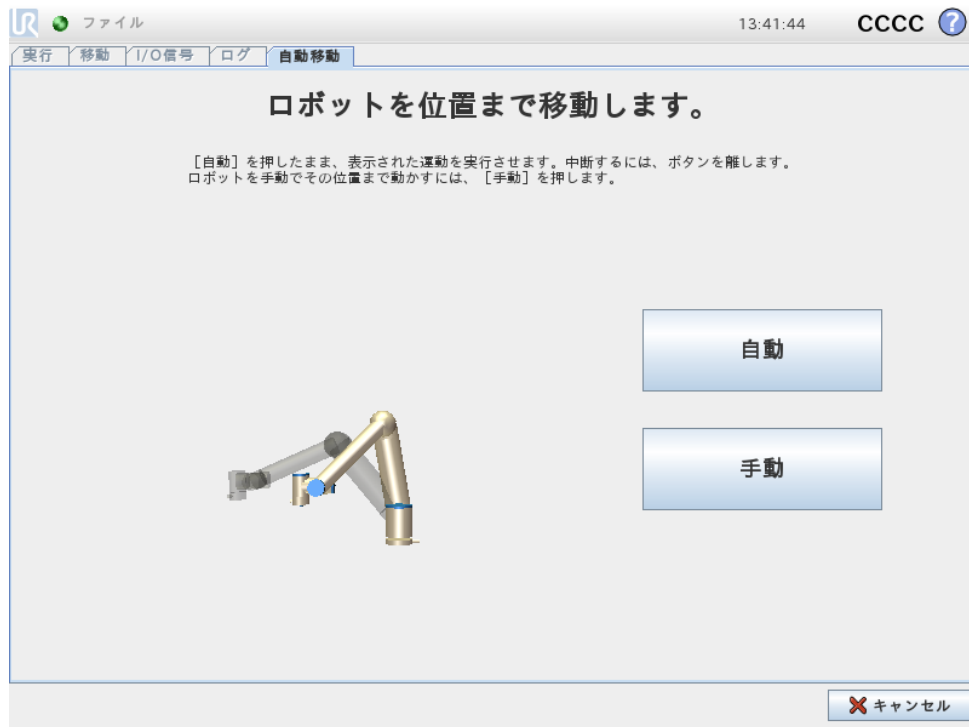 UR
ファイル
13:41:44
CCCC
?
実行
移動
I/O信号
ログ
自動移動
ロボットを位置まで移動します。
［自動］を押したまま、表示された運動を実行させます。中断するには、ボタンを離します。
ロボットを手動でその位置まで動かすには、［手動］を押します。
自動
手動
キャンセル